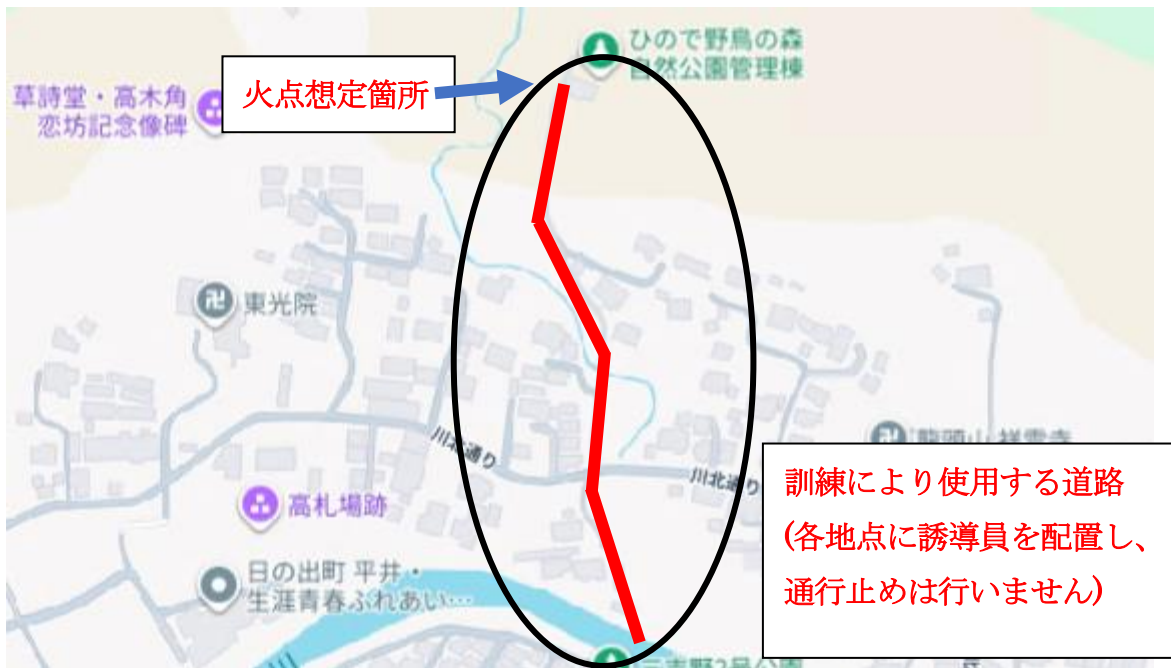 ひので野鳥の森
自然公園管理棟
火点想定箇所
草詩堂・高木角
恋坊記念像碑
東光院
川北通り
川北通り
高札場跡
日の出町 平井・
生涯青春ふれあい…
訓練により使用する道路
(各地点に誘導員を配置し、
通行止めは行いません)